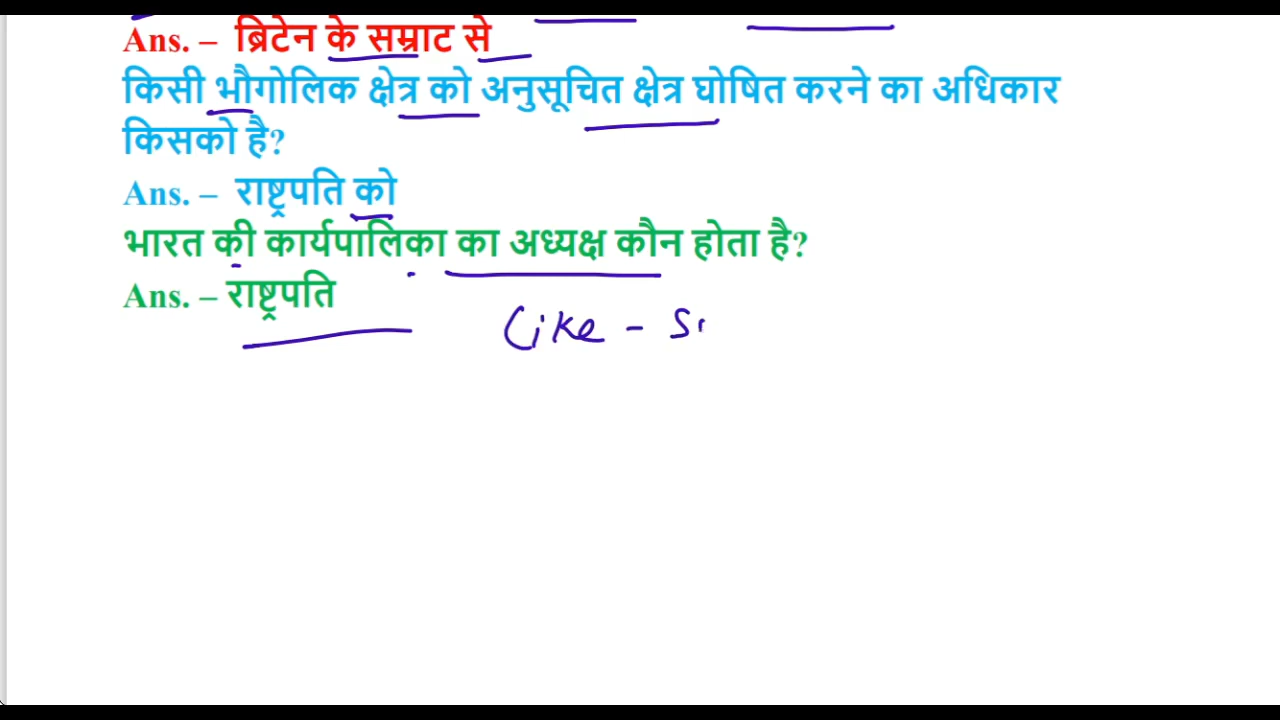 Ans. – ब्रिटेन के सम्राट से
किसी भौगोलिक क्षेत्र को अनुसूचित क्षेत्र घोषित करने का अधिकार
किसको है?
Ans. – राष्ट्रपति को
भारत की कार्यपालिका का अध्यक्ष कौन होता है?
Ans. – राष्ट्रपति
Like -